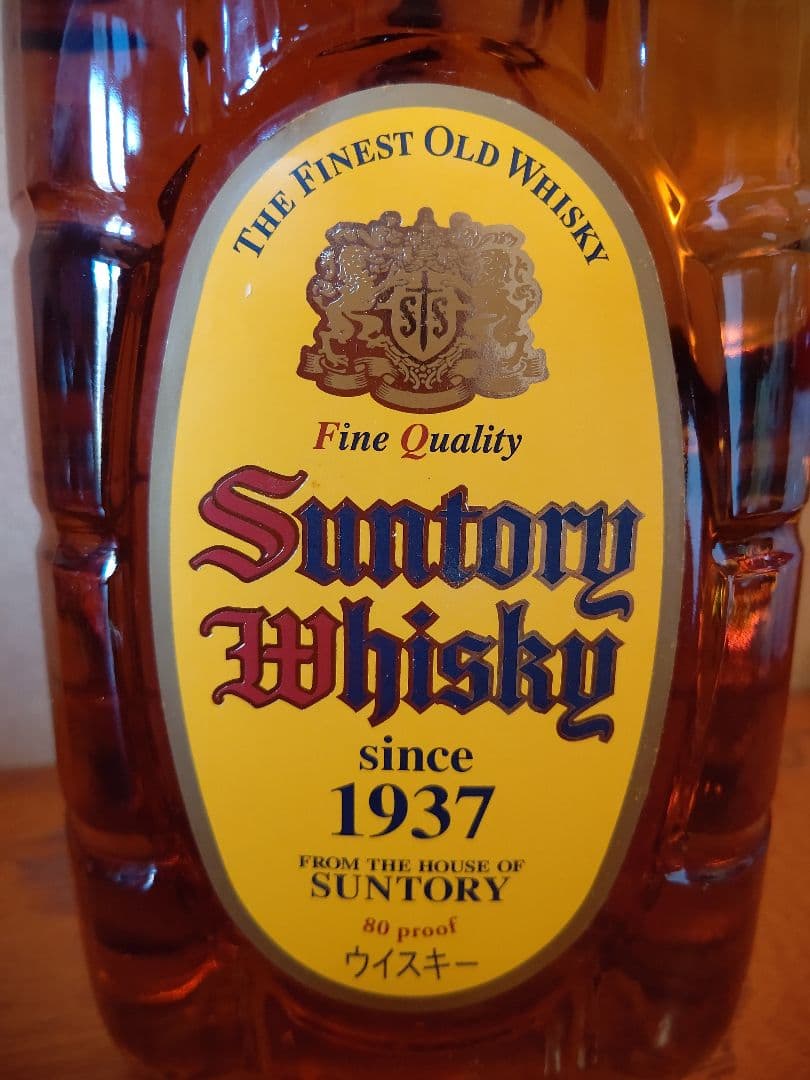 THE FINEST OLD WHISKY
S S
Fine Quality
Suntory
Whisky
since
1937
FROM THE HOUSE OF
SUNTORY
80 proof
ウイスキー